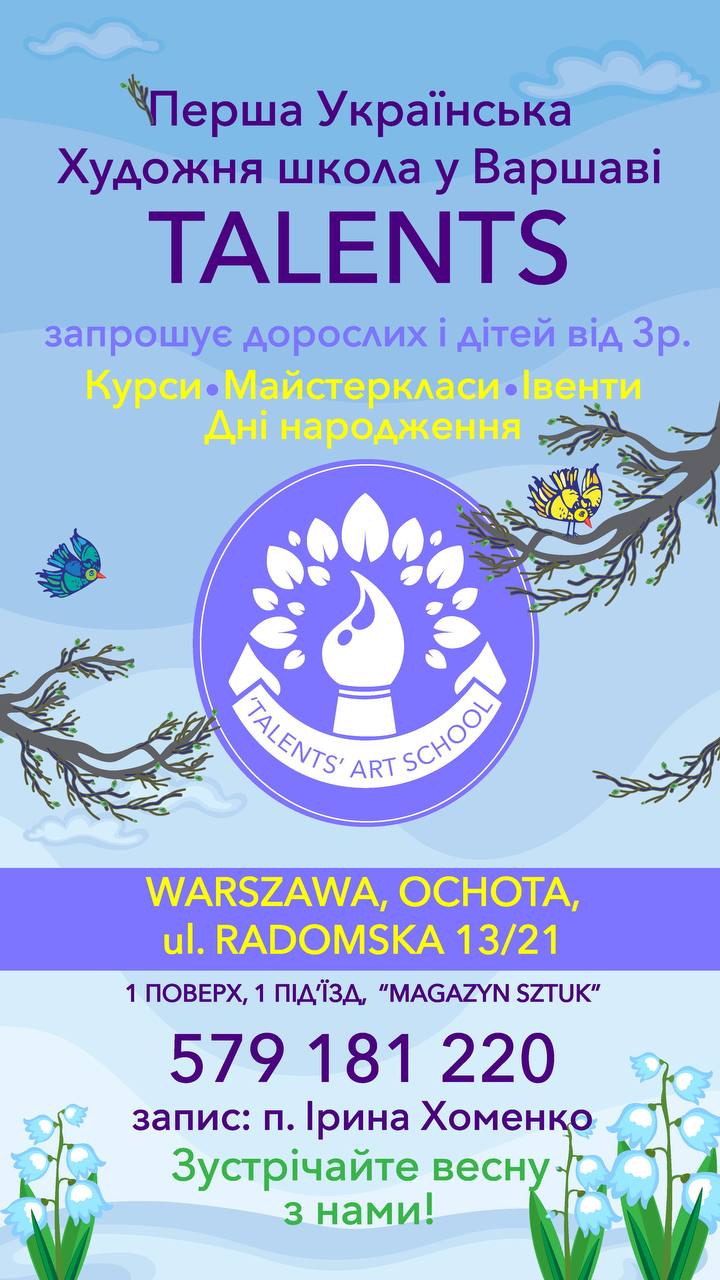 Перша Українська
Художня школа у Варшаві
TALENTS
запрошує дорослих і дітей від 3р.
Курси•Майстеркласи•Івенти
Дні народження
'TALENTS' ART SCHOOL
WARSZAWA, OCHOTA,
ul. RADOMSKA 13/21
1 ПОВЕРХ, 1 ПІД'ЇЗД, “MAGAZYN SZTUK”
579 181 220
запис: п. Ірина Хоменко
Зустрічайте весну
з нами!